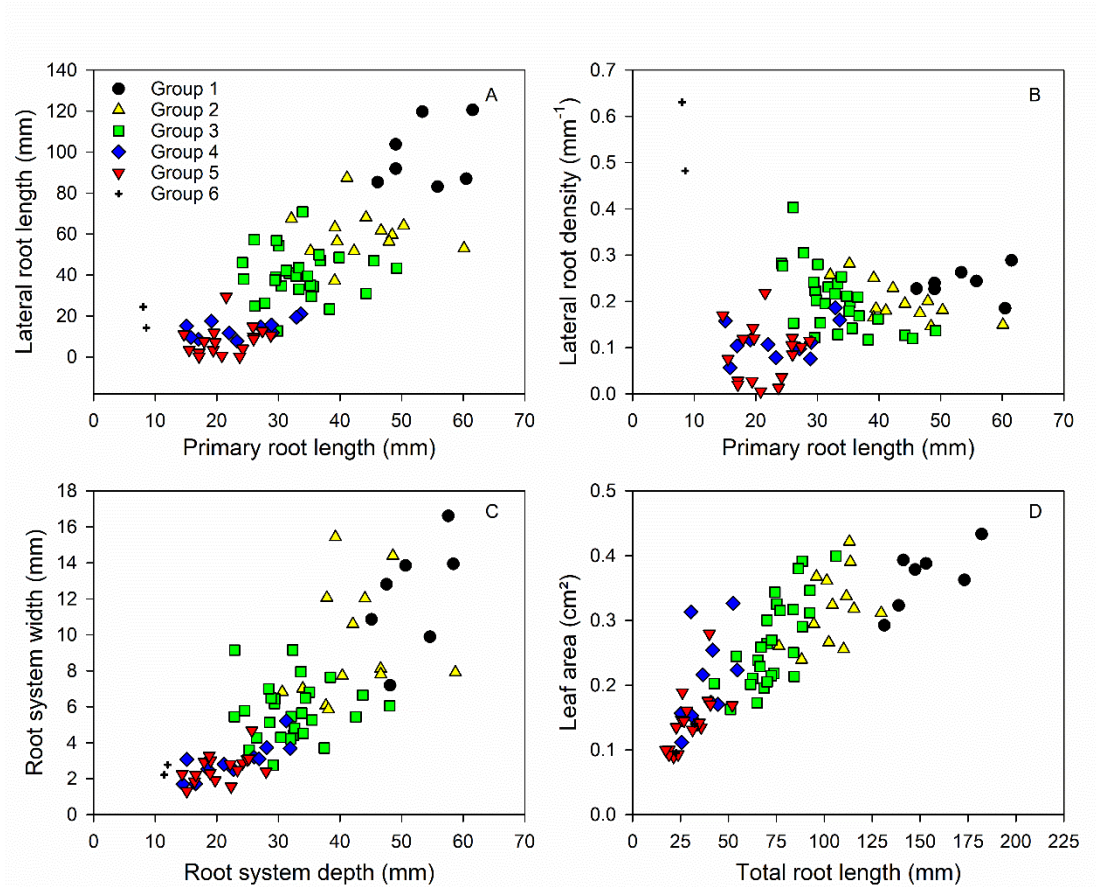 140
120
100
80
60
40
20
0
Lateral root length (mm)
Group 1
Group 2
Group 3
Group 4
Group 5
Group 6
A
0 10 20 30 40 50 60 70
Primary root length (mm)
0.7
0.6
0.5
0.4
0.3
0.2
0.1
0.0
Lateral root density (mm⁻¹)
B
0 10 20 30 40 50 60 70
Primary root length (mm)
18
16
14
12
10
8
6
4
2
0
Root system width (mm)
C
0 10 20 30 40 50 60 70
Root system depth (mm)
0.5
0.4
0.3
0.2
0.1
0.0
Leaf area (cm²)
D
0 25 50 75 100 125 150 175 200 225
Total root length (mm)